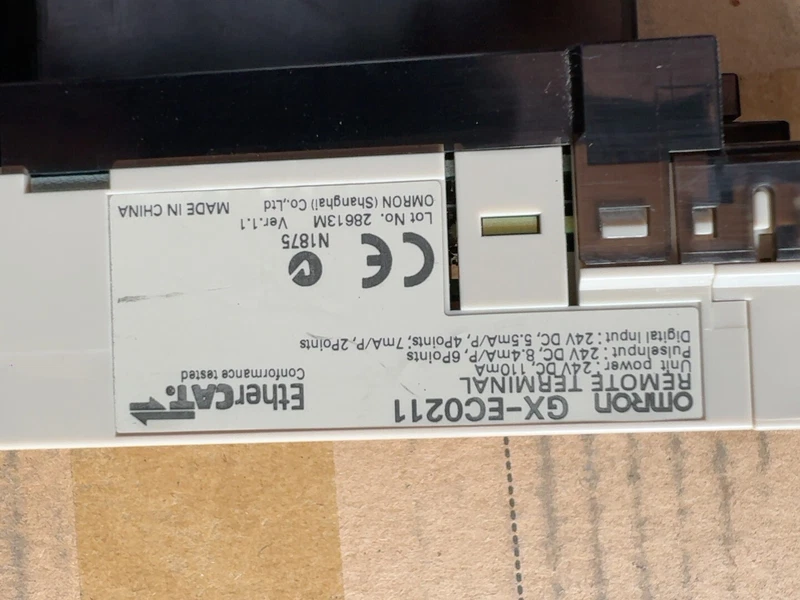 OMRON GX-EC0211
REMOTE TERMINAL
Unit power : 24V DC, 110mA
PulseInput : 24V DC, 8.4mA/P, 6Points
Digital Input : 24V DC, 5.5mA/P, 4Points; 7mA/P, 2Points
EtherCAT®
Conformance tested
CE
N1875
Lot No. 28613M Ver.1.1
OMRON (Shanghai) Co.,Ltd
MADE IN CHINA